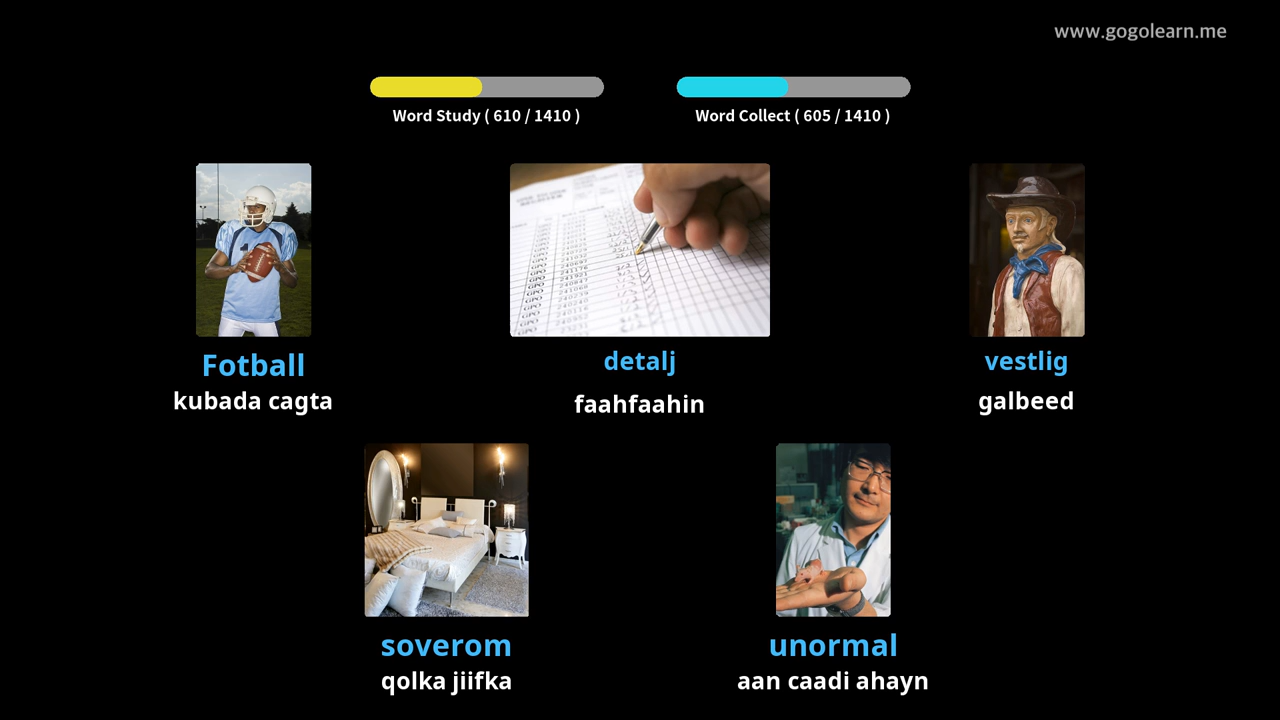 www.gogolearn.me
Word Study ( 610 / 1410 )
Word Collect ( 605 / 1410 )
Fotball
kubada cagta
detalj
faahfaahin
vestlig
galbeed
soverom
qolka jiifka
unormal
aan caadi ahayn